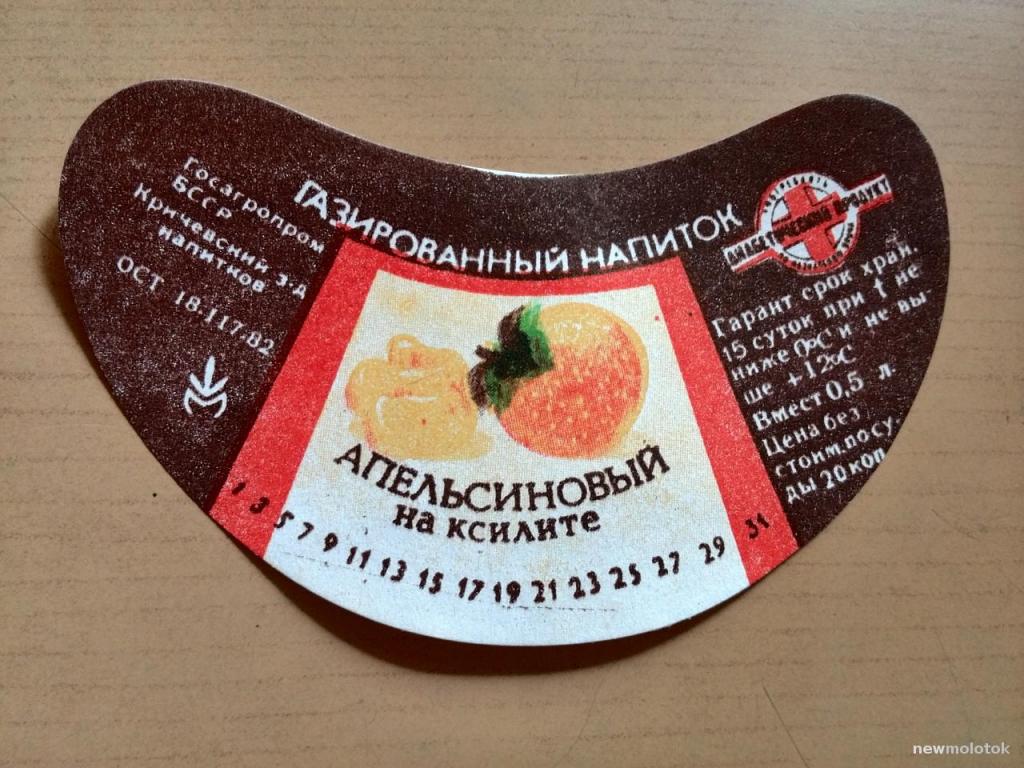 Госагропром
БССР
Кричевский з-д
напитков
ОСТ 18.117.82
ГАЗИРОВАННЫЙ НАПИТОК
АПЕЛЬСИНОВЫЙ
на ксилите
1 3 5 7 9 11 13 15 17 19 21 23 25 27 29 31
ДИАБЕТИЧЕСКИЙ ПРОДУКТ
Гарант срок хран.
15 суток при t не
ниже 0°С и не вы-
ше +12°С
Вмест 0,5 л.
Цена без
стоим.посу-
ды 20 коп
newmolotok